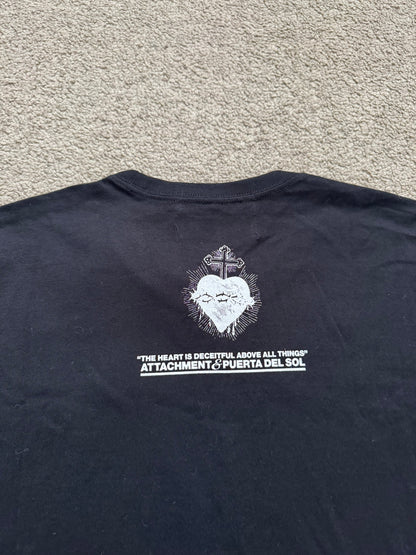 "THE HEART IS DECEITFUL ABOVE ALL THINGS"
ATTACHMENT&PUERTA DEL SOL